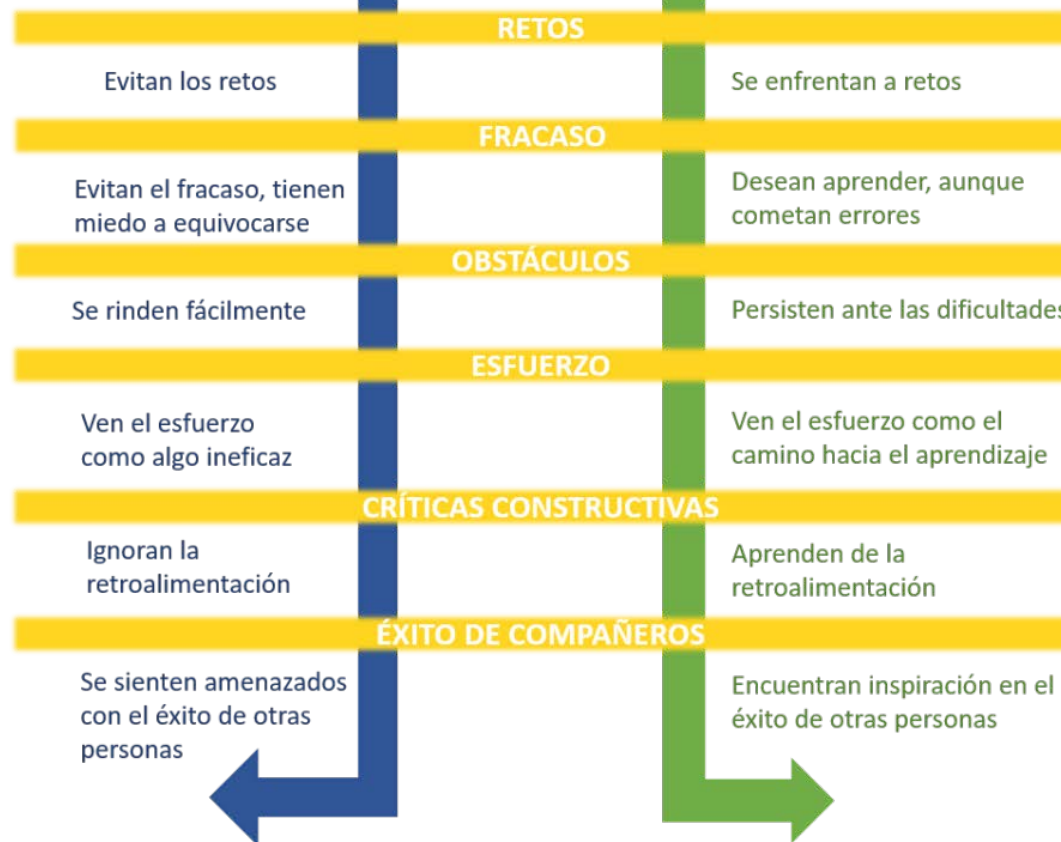 RETOS
Evitan los retos
Se enfrentan a retos
FRACASO
Evitan el fracaso, tienen
miedo a equivocarse
Desean aprender, aunque
cometan errores
OBSTÁCULOS
Se rinden fácilmente
Persisten ante las dificultades
ESFUERZO
Ven el esfuerzo
como algo ineficaz
Ven el esfuerzo como el
camino hacia el aprendizaje
CRÍTICAS CONSTRUCTIVAS
Ignoran la
retroalimentación
Aprenden de la
retroalimentación
ÉXITO DE COMPAÑEROS
Se sienten amenazados
con el éxito de otras
personas
Encuentran inspiración en el
éxito de otras personas